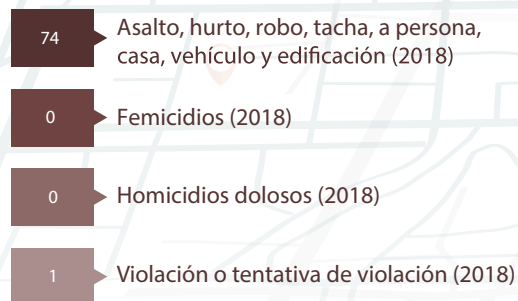 74
Asalto, hurto, robo, tacha, a persona,
casa, vehículo y edificación (2018)
0
Femicidios (2018)
0
Homicidios dolosos (2018)
1
Violación o tentativa de violación (2018)